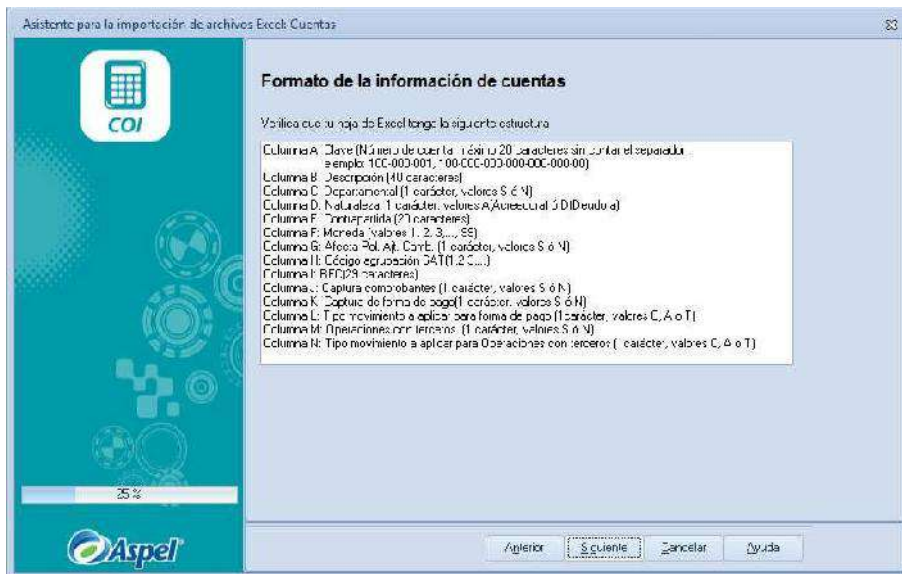 Asistente para la importación de archivos Excel: Cuentas
COI
Formato de la información de cuentas
Verifica que tu hoja de Excel tenga la siguiente estructura
Columna A: Clave (Número de cuenta máximo 20 caracteres sin contar el separador
ejemplo: 100-000-001, 100-000-000-000-000-000-00)
Columna B: Descripción (40 caracteres)
Columna C: Departamental (1 carácter, valores S ó N)
Columna D: Naturaleza(1 carácter, valores A(Acreedora) ó D(Deudora)
Columna E: Contrapartida (20 caracteres)
Columna F: Moneda (valores 1, 2, 3,..., 99)
Columna G: Afecta Pol. Ajt. Camb. (1 carácter, valores S ó N)
Columna H: Código agrupación SAT(1,2,3,...)
Columna I: RFC(29 caracteres)
Columna J: Captura comprobantes (1 carácter, valores S ó N)
Columna K: Captura de forma de pago(1 carácter, valores S ó N)
Columna L: Tipo movimiento a aplicar para forma de pago (1carácter, valores C, A o T)
Columna M: Operaciones con terceros. (1 carácter, valores S ó N)
Columna N: Tipo movimiento a aplicar para Operaciones con terceros (1 carácter, valores C, A o T)
25 %
Aspel
Anterior
Siguiente
Cancelar
Ayuda